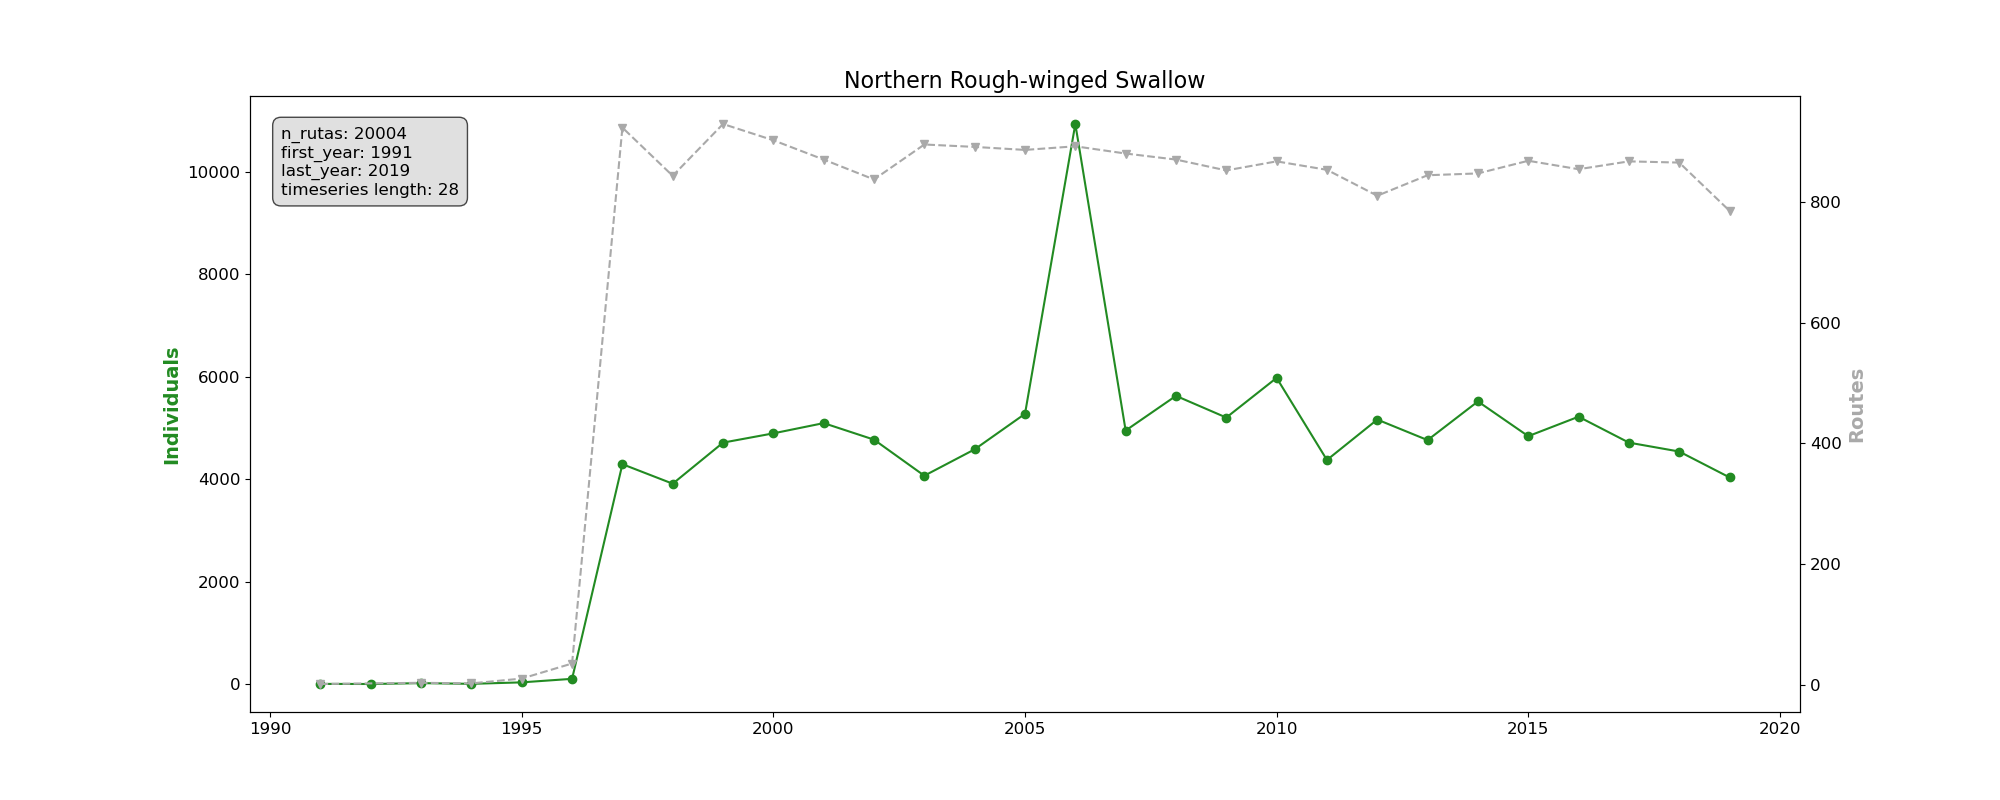 Northern Rough-winged Swallow
n_rutas: 20004
first_year: 1991
last_year: 2019
timeseries length: 28
Individuals
10000
8000
6000
4000
2000
0
Routes
800
600
400
200
0
1990 1995 2000 2005 2010 2015 2020